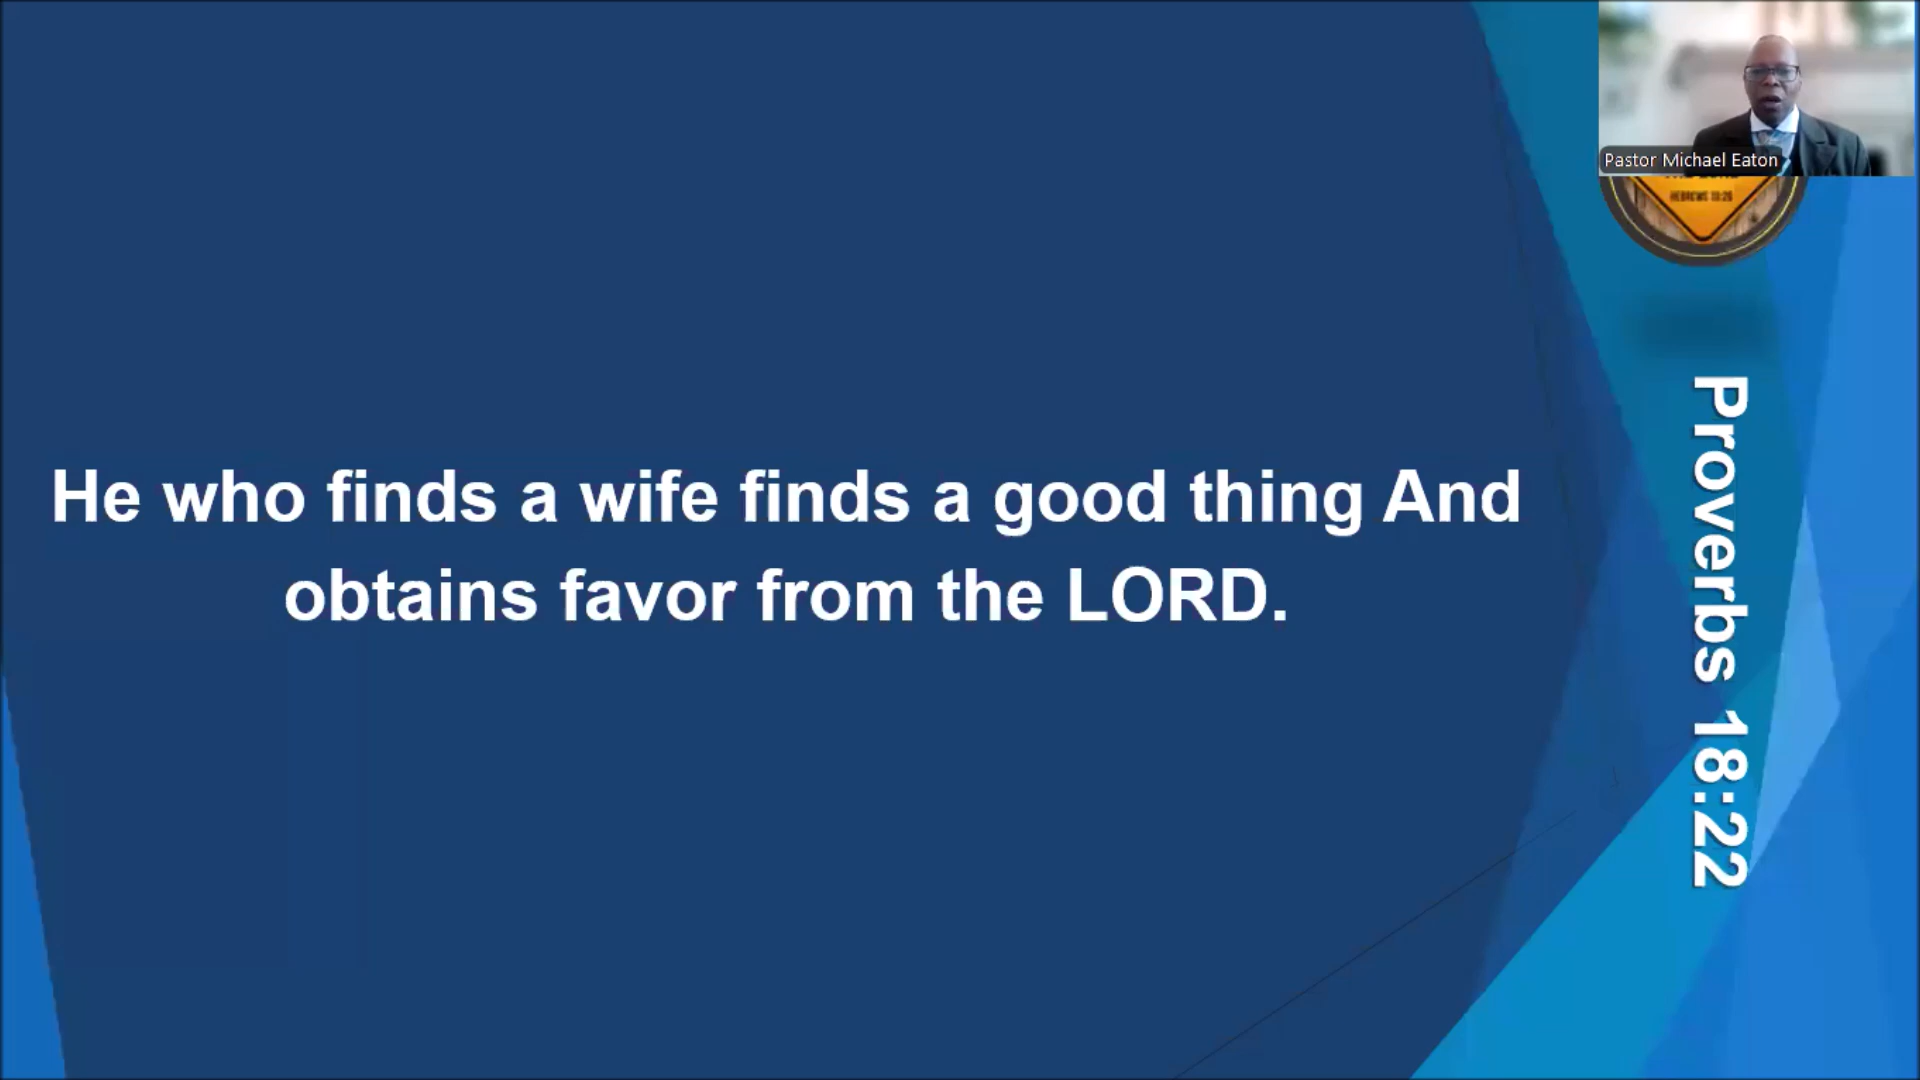 Pastor Michael Eaton
He who finds a wife finds a good thing And
obtains favor from the LORD.
Proverbs 18:22